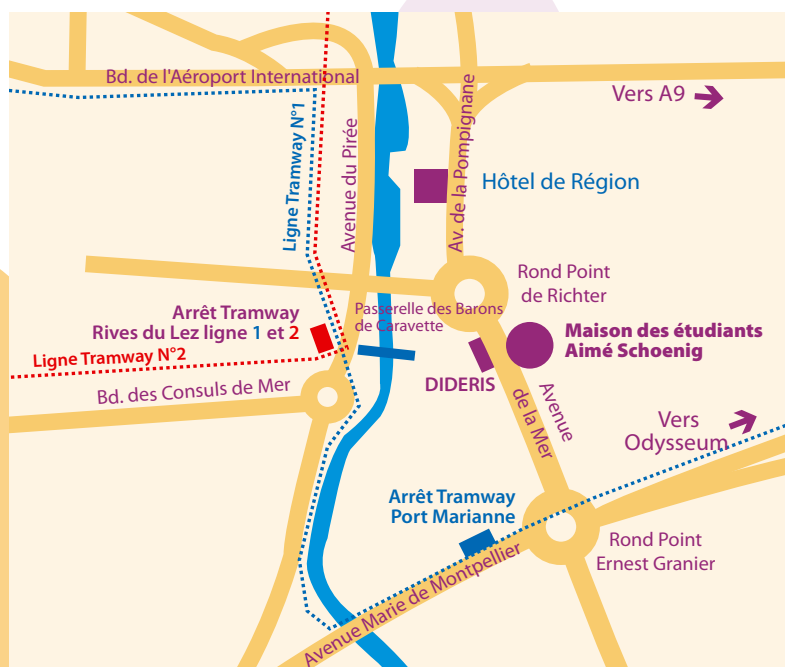 Bd. de l'Aéroport International
Vers A9
Ligne Tramway N°1
Avenue du Pirée
Av. de la Pompignane
Hôtel de Région
Rond Point
de Richter
Arrêt Tramway
Rives du Lez ligne 1 et 2
Passerelle des Barons
de Caravette
Maison des étudiants
Aimé Schoenig
Ligne Tramway N°2
Bd. des Consuls de Mer
DIDERIS
Avenue
de la Mer
Vers
Odysseum
Arrêt Tramway
Port Marianne
Rond Point
Ernest Granier
Avenue Marie de Montpellier